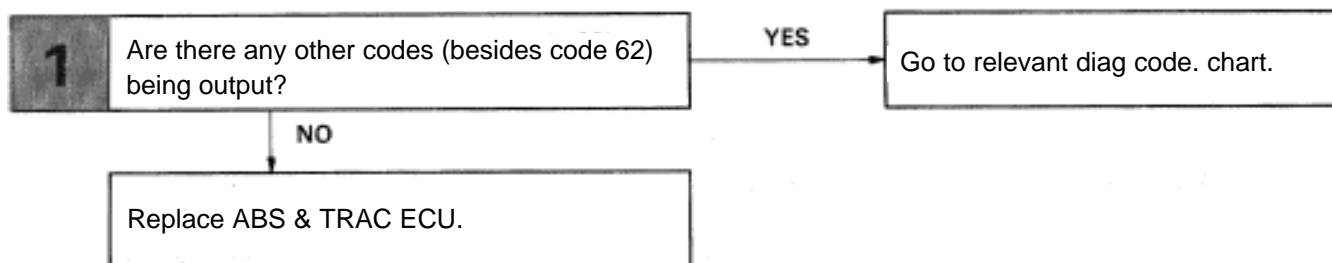 1
Are there any other codes (besides code 62)
being output?
YES
Go to relevant diag code. chart.
NO
Replace ABS & TRAC ECU.